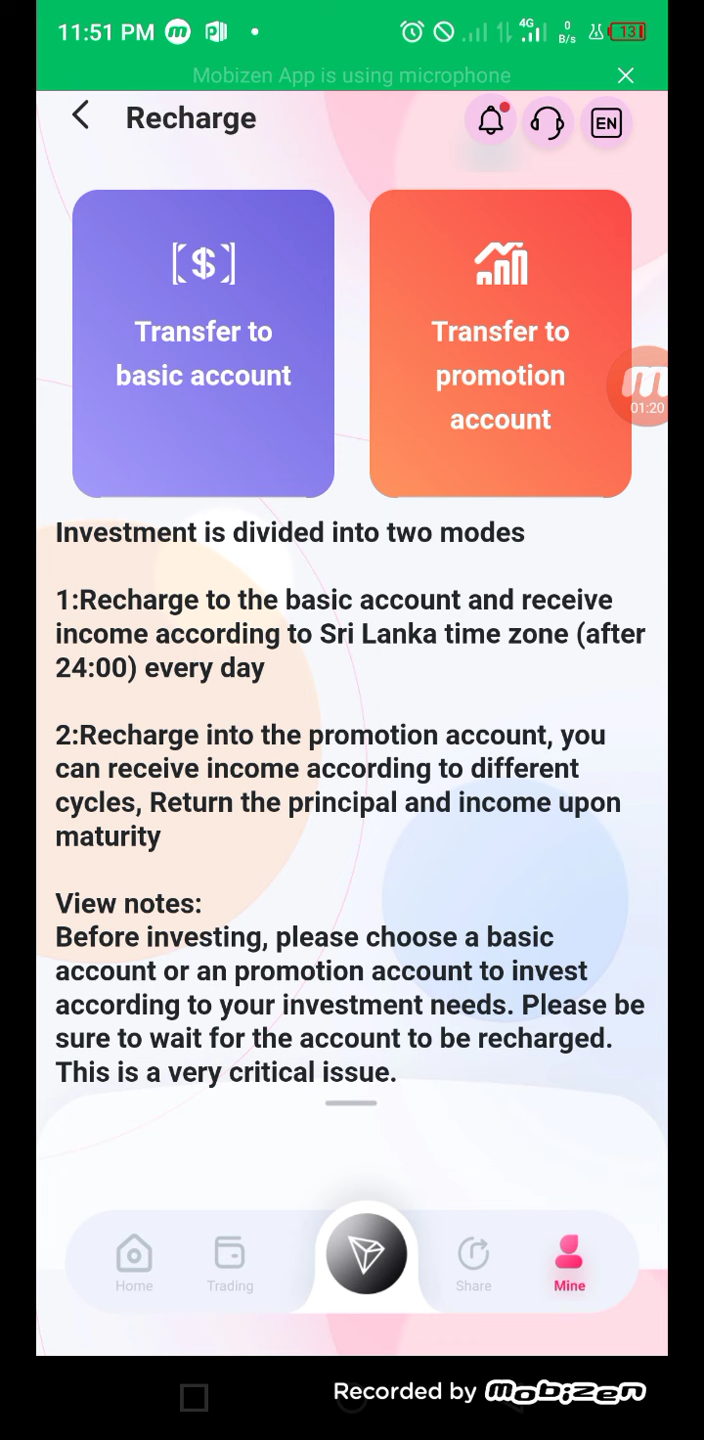 11:51 PM
4G
0
B/s
13
Mobizen App is using microphone
Recharge
EN
Transfer to
basic account
Transfer to
promotion
account
01:20
Investment is divided into two modes
1:Recharge to the basic account and receive
income according to Sri Lanka time zone (after
24:00) every day
2:Recharge into the promotion account, you
can receive income according to different
cycles, Return the principal and income upon
maturity
View notes:
Before investing, please choose a basic
account or an promotion account to invest
according to your investment needs. Please be
sure to wait for the account to be recharged.
This is a very critical issue.
Home
Trading
Share
Mine
Recorded by Mobizen